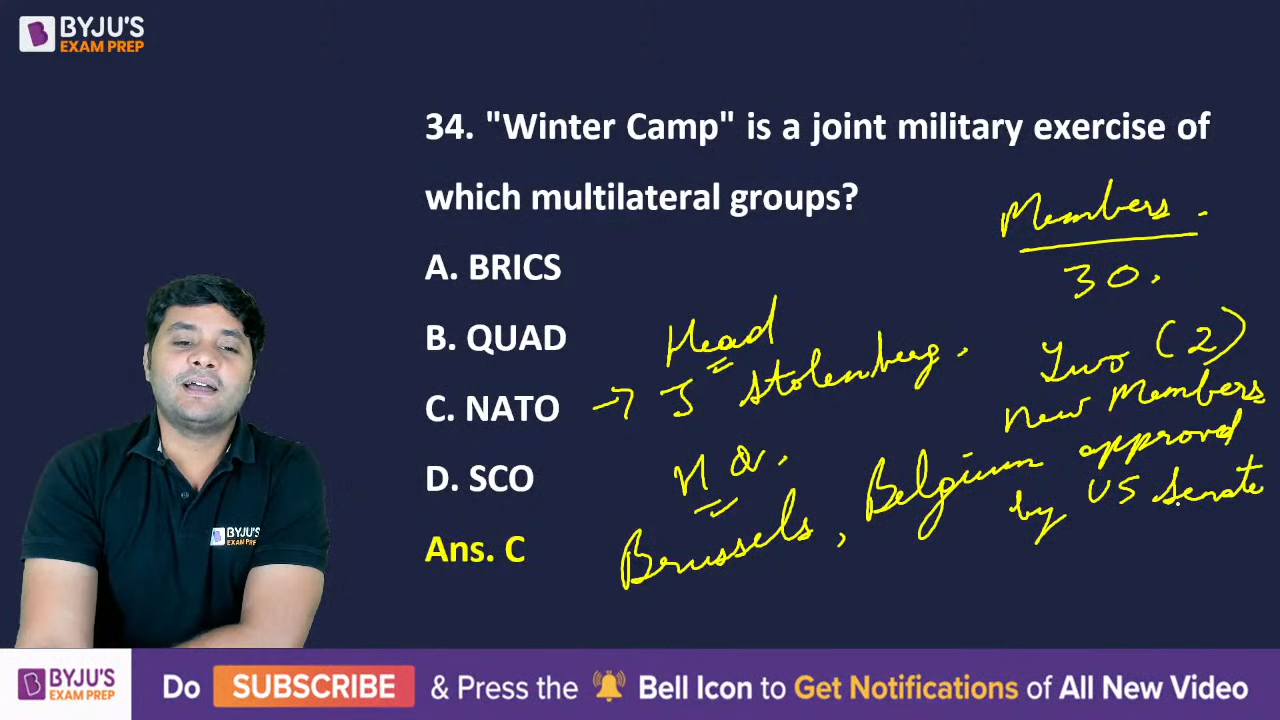 BYJU'S
EXAM PREP
34. "Winter Camp" is a joint military exercise of
which multilateral groups?
A. BRICS
B. QUAD
C. NATO
D. SCO
Ans. C
Members.
30.
Head
→ J Stolenberg.
HQ.
Brussels, Belgium
Two (2)
New Members
approved
by US Senate
BYJU'S
EXAM PREP
BYJU'S
EXAM PREP
Do SUBSCRIBE & Press the Bell Icon to Get Notifications of All New Video